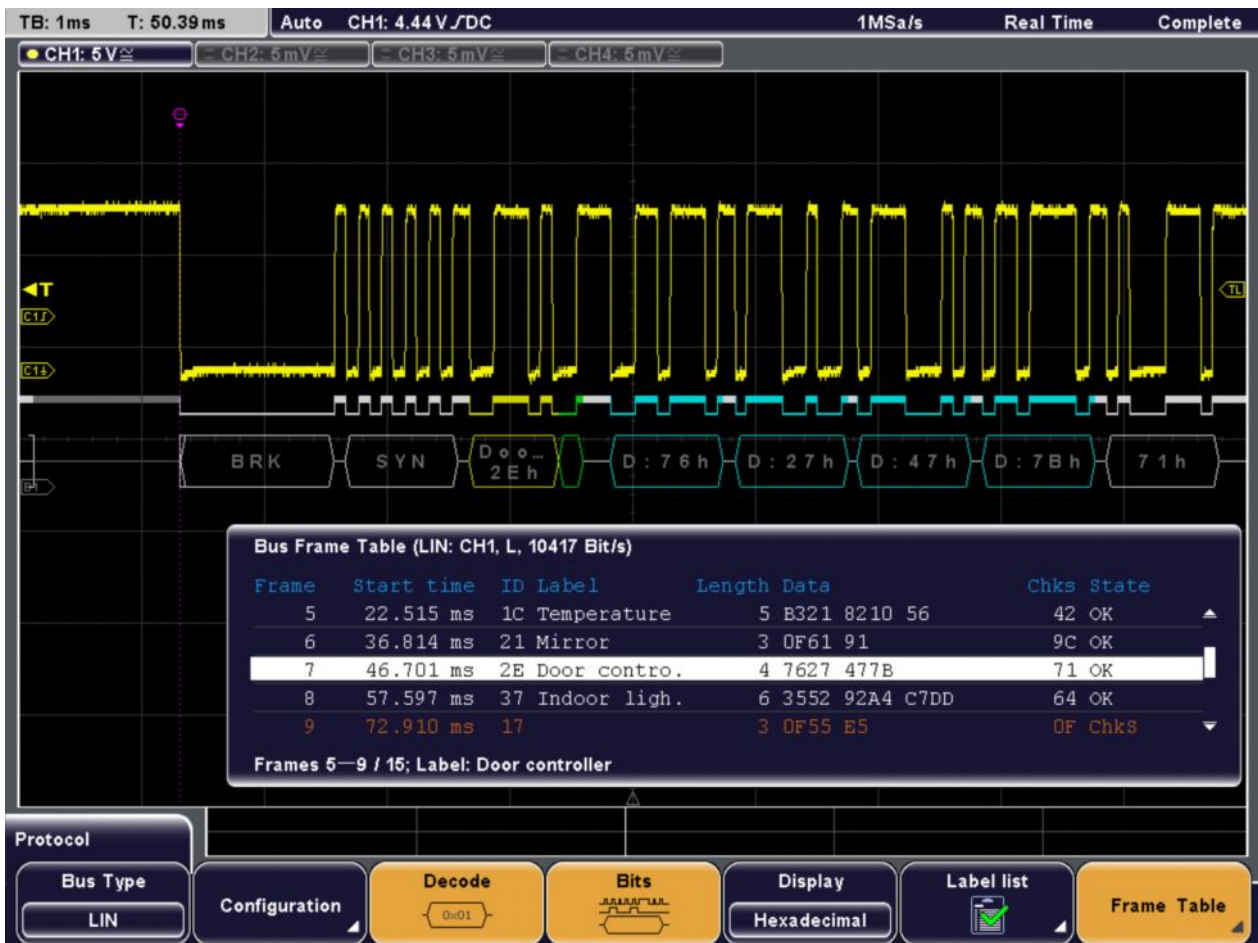 TB: 1ms T: 50.39 ms Auto CH1: 4.44 V DC 1MSa/s Real Time Complete
CH1: 5 V CH2: 5 mV CH3: 5 mV CH4: 5 mV
T
TL
C1
C1
BRK SYN Doo… 2Eh D:76h D:27h D:47h D:7Bh 71h
Bus Frame Table (LIN: CH1, L, 10417 Bit/s)
Frame Start time ID Label Length Data Chks State
5 22.515 ms 1C Temperature 5 B321 8210 56 42 OK
6 36.814 ms 21 Mirror 3 0F61 91 9C OK
7 46.701 ms 2E Door contro. 4 7627 477B 71 OK
8 57.597 ms 37 Indoor ligh. 6 3552 92A4 C7DD 64 OK
9 72.910 ms 17 3 0F55 E5 0F ChkS
Frames 5—9 / 15; Label: Door controller
Protocol
Bus Type Configuration Decode Bits Display Label list Frame Table
LIN 0x01 Hexadecimal